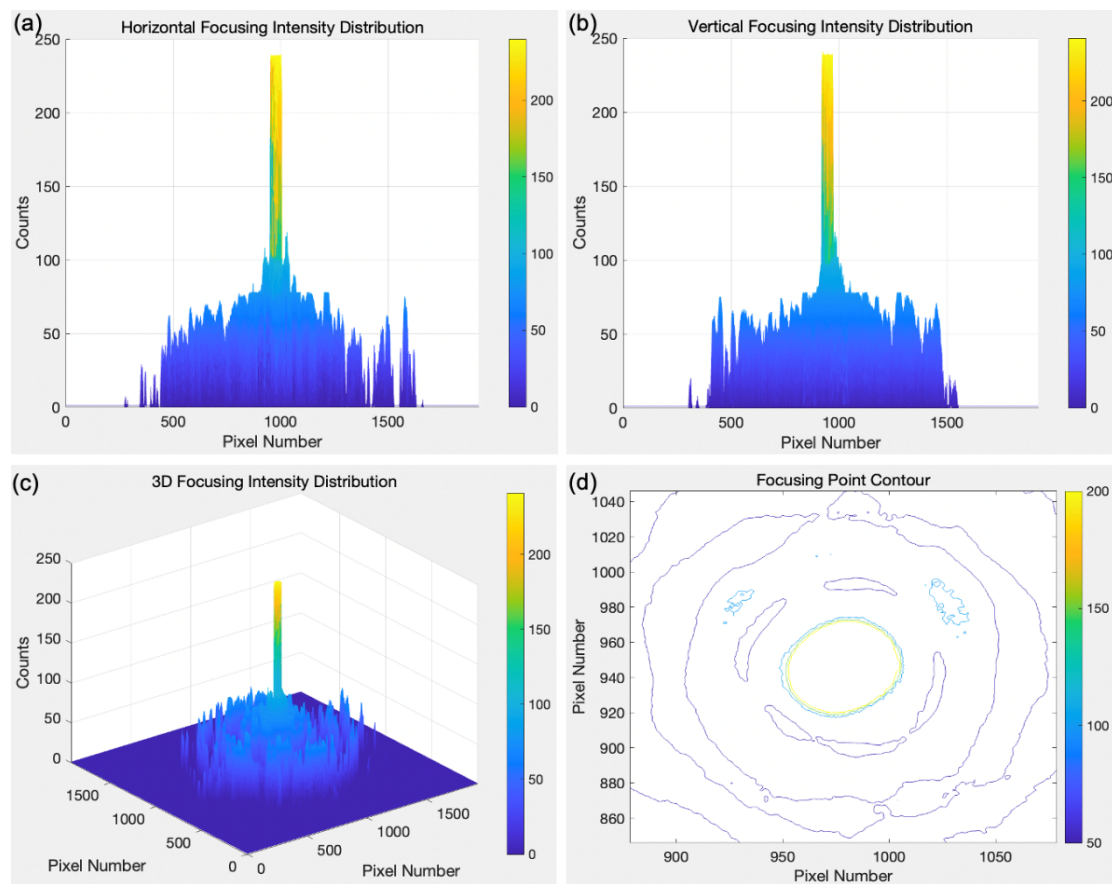 (a)
Horizontal Focusing Intensity Distribution
250
200
150
100
50
0
Counts
0 500 1000 1500
Pixel Number
200
150
100
50
0
(b)
Vertical Focusing Intensity Distribution
250
200
150
100
50
0
Counts
0 500 1000 1500
Pixel Number
200
150
100
50
0
(c)
3D Focusing Intensity Distribution
250
200
150
100
50
0
Counts
1500
1000
500
0
Pixel Number
0
500
1000
1500
Pixel Number
200
150
100
50
0
(d)
Focusing Point Contour
1040
1020
1000
980
960
940
920
900
880
860
Pixel Number
900 950 1000 1050
Pixel Number
200
150
100
50